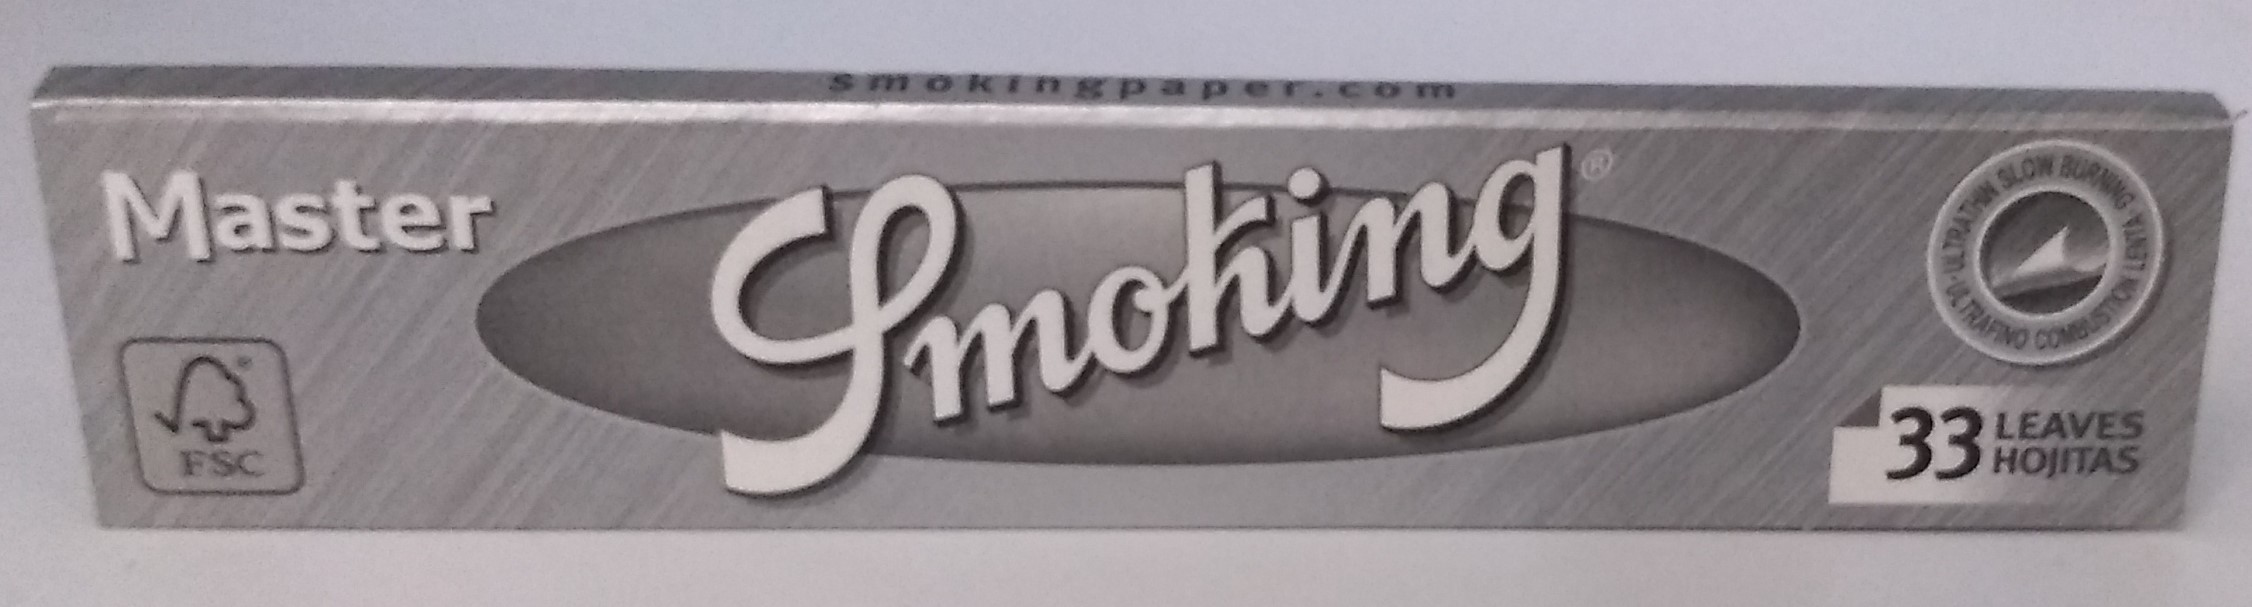 smokingpaper.com
Master
Smoking®
ULTRATHIN SLOW BURNING
ULTRAFINO COMBUSTION LENTA
FSC®
33 LEAVES
HOJITAS